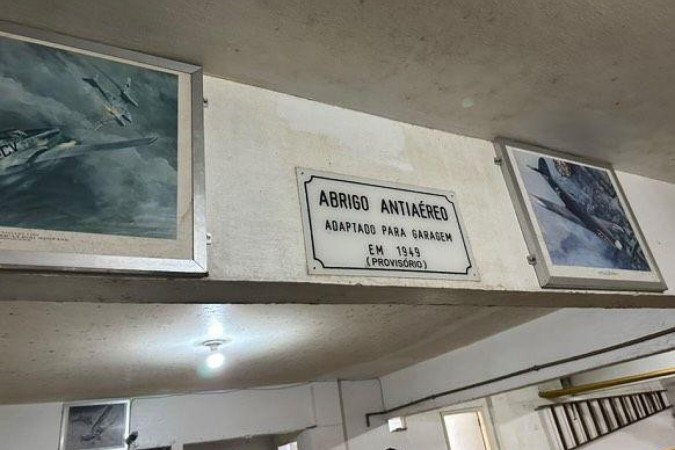 ABRIGO ANTIAÉREO
ADAPTADO PARA GARAGEM
EM 1949
(PROVISÓRIO)